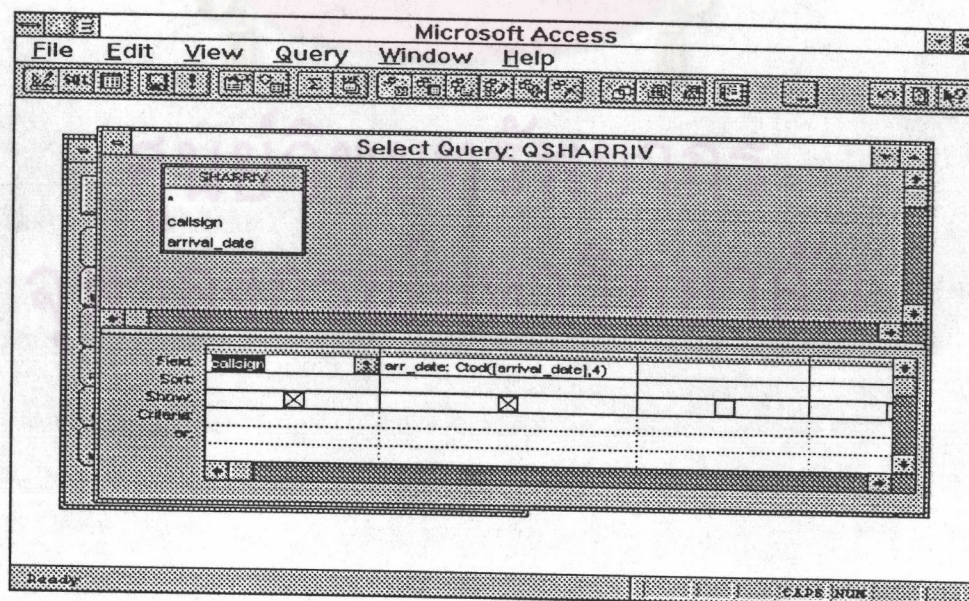 Microsoft Access
File Edit View Query Window Help
SQL
Select Query: QSHARRIV
SHARRIV
*
callsign
arrival_date
Field: callsign arr_date: Ctod([arrival_date],4)
Sort:
Show:
Criteria:
or:
Ready
CAPS NUM